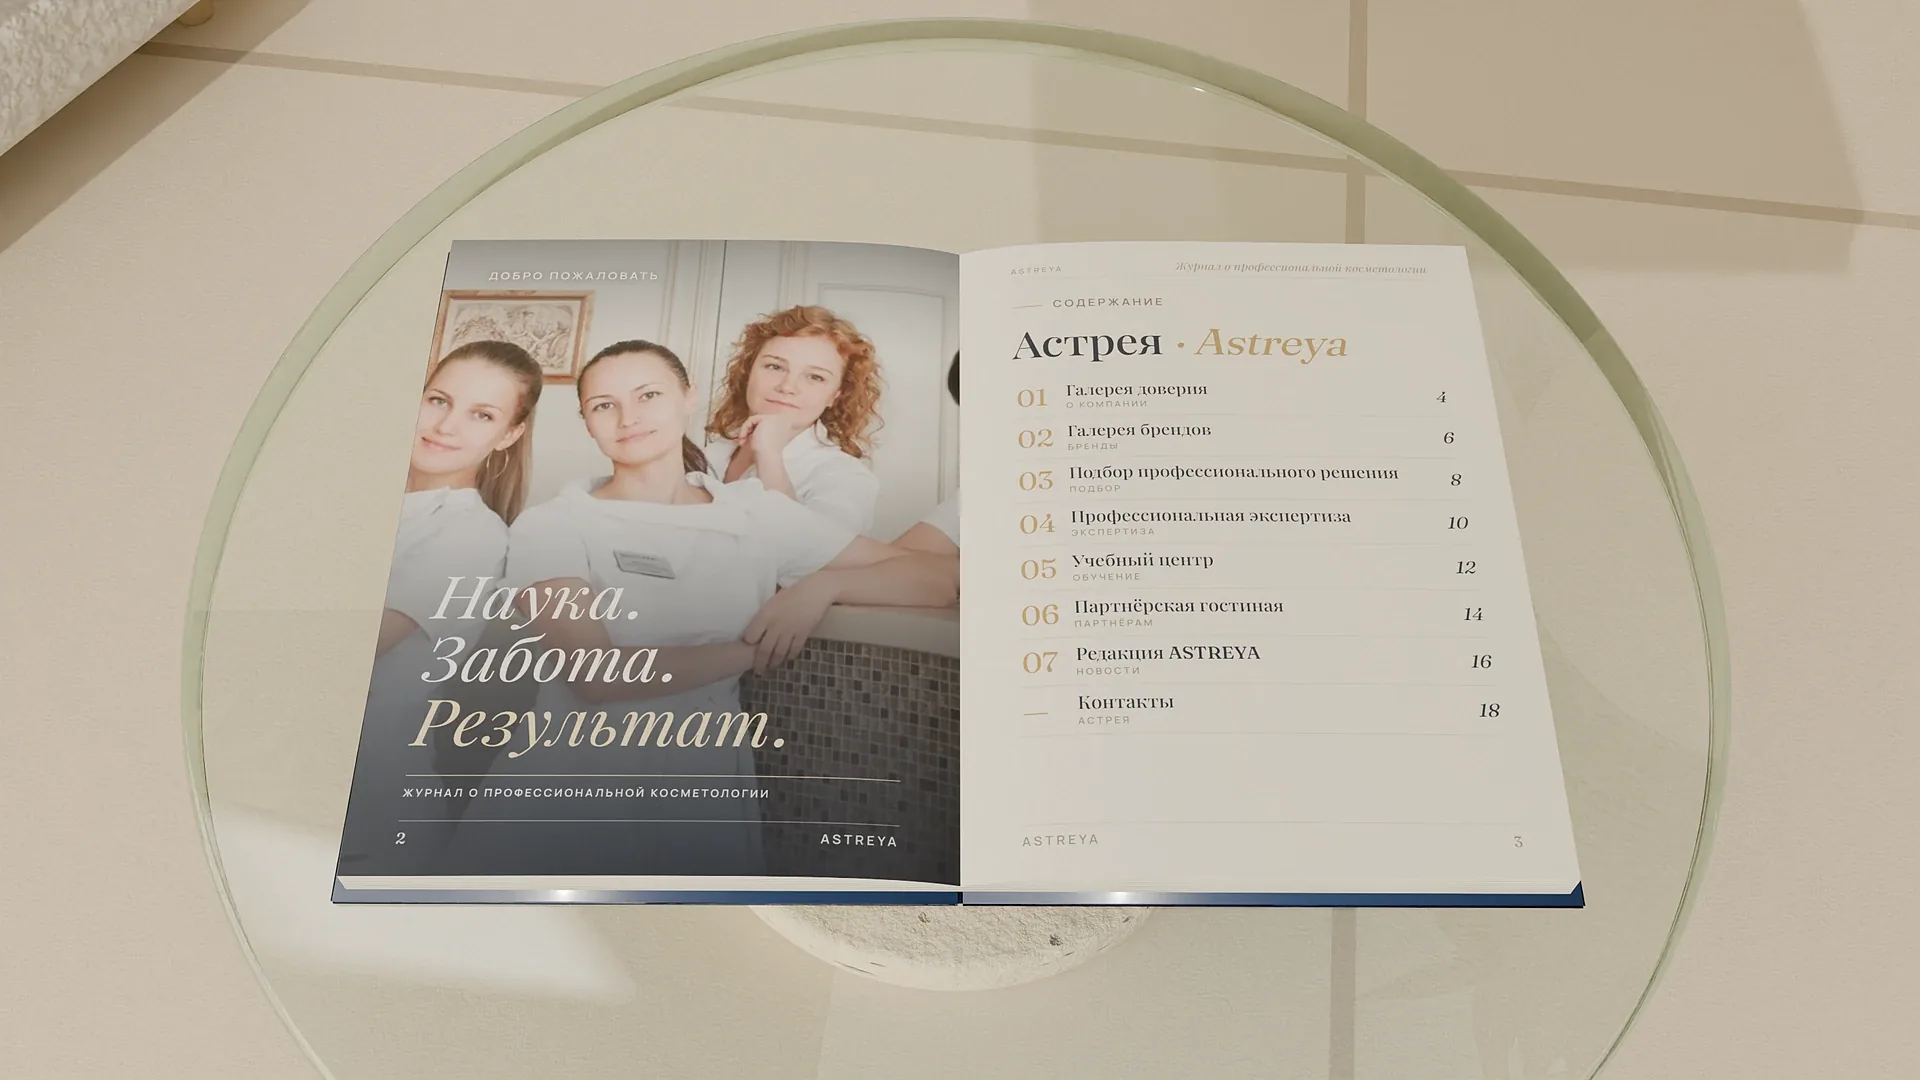 ДОБРО ПОЖАЛОВАТЬ
Наука.
Забота.
Результат.
ЖУРНАЛ О ПРОФЕССИОНАЛЬНОЙ КОСМЕТОЛОГИИ
2 ASTREYA
ASTREYA Журнал о профессиональной косметологии
СОДЕРЖАНИЕ
Астрея · Astreya
01 Галерея доверия 4
О КОМПАНИИ
02 Галерея брендов 6
БРЕНДЫ
03 Подбор профессионального решения 8
ПОДБОР
04 Профессиональная экспертиза 10
ЭКСПЕРТИЗА
05 Учебный центр 12
ОБУЧЕНИЕ
06 Партнёрская гостиная 14
ПАРТНЁРАМ
07 Редакция ASTREYA 16
НОВОСТИ
— Контакты 18
АСТРЕЯ
ASTREYA 3